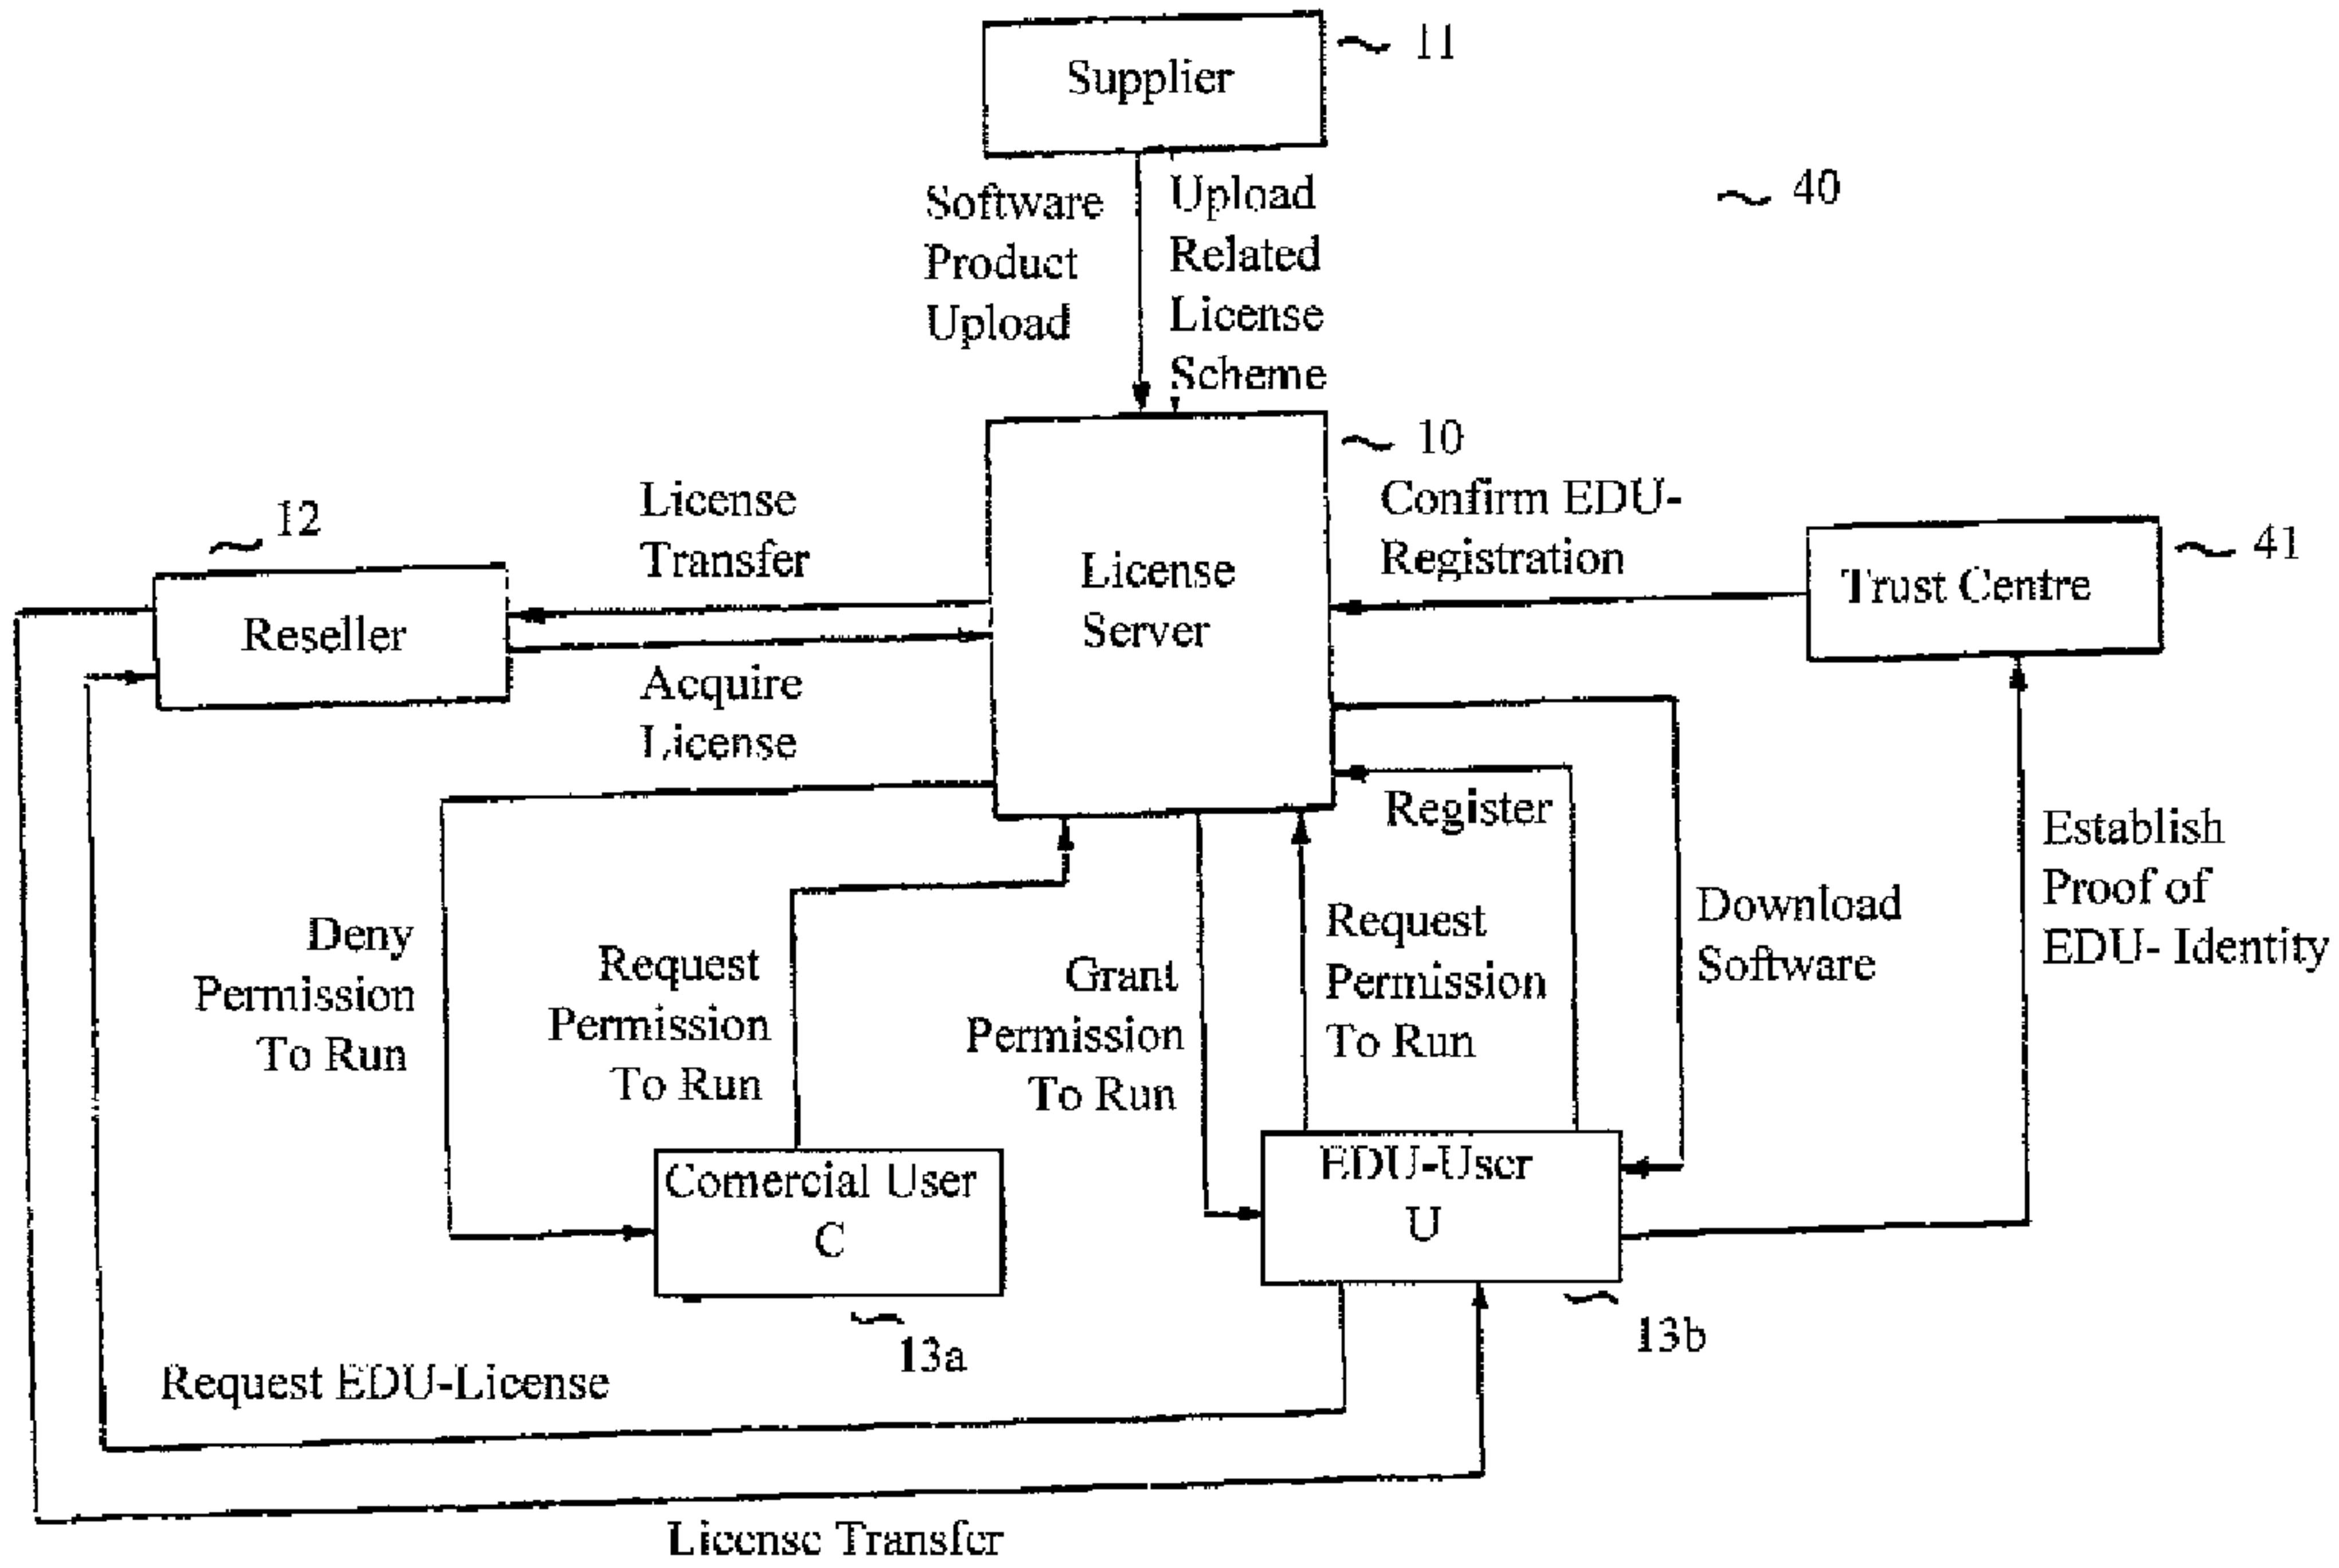 11
Supplier
40
Software
Product
Upload
Upload
Related
License
Scheme
10
License
Server
License
Transfer
Acquire
License
12
Reseller
Confirm EDU-
Registration
41
Trust Centre
Register
Download
Software
Establish
Proof of
EDU- Identity
Deny
Permission
To Run
Request
Permission
To Run
Grant
Permission
To Run
Request
Permission
To Run
Comercial User
C
13a
EDU-User
U
13b
Request EDU-License
License Transfer